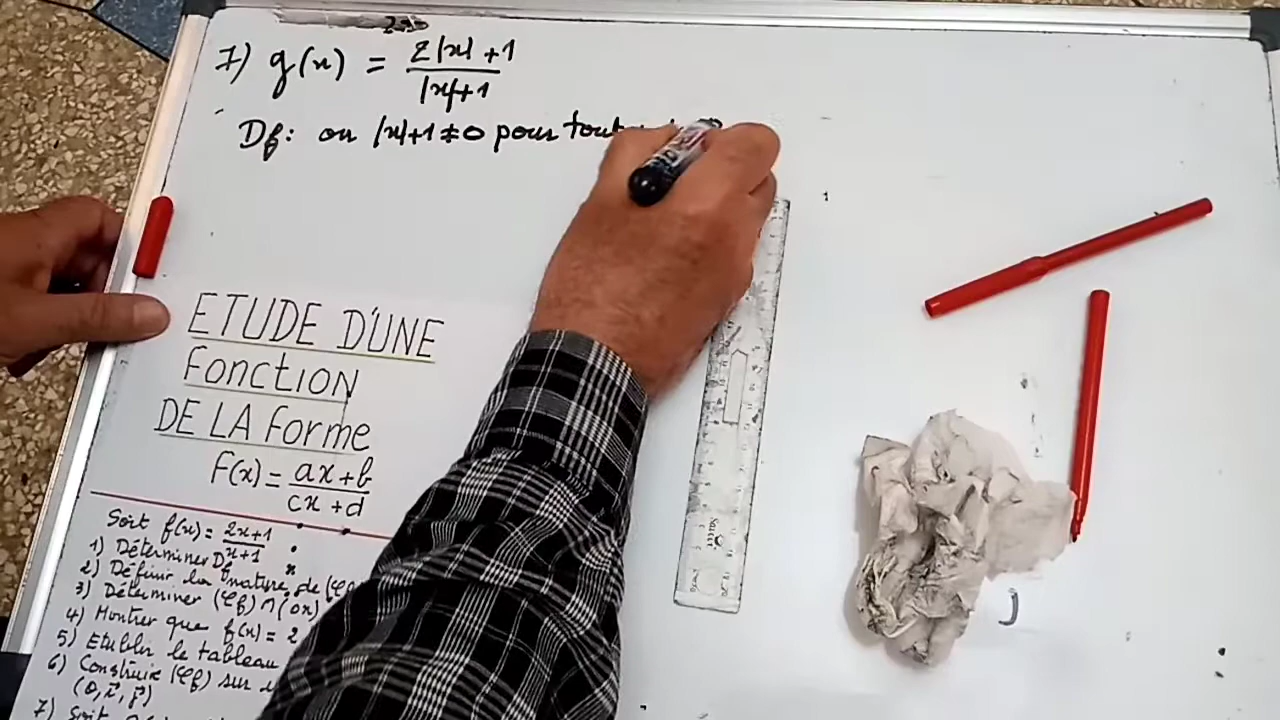 7) g(x) = 2|x|+1 / |x|+1
Df: on |x|+1≠0 pour tout
ETUDE D'UNE
FONCTION
DE LA FORME
F(x) = ax+b / cx+d
Soit f(x) = 2x+1 / x+1
1) Déterminer Df
2) Définir la nature de (Cf
3) Déterminer (Cf) ∩ (ox)
4) Montrer que f(x) = 2
5) Etablir le tableau
6) Construire (Cf) sur
(O, i, j)
7) Soit